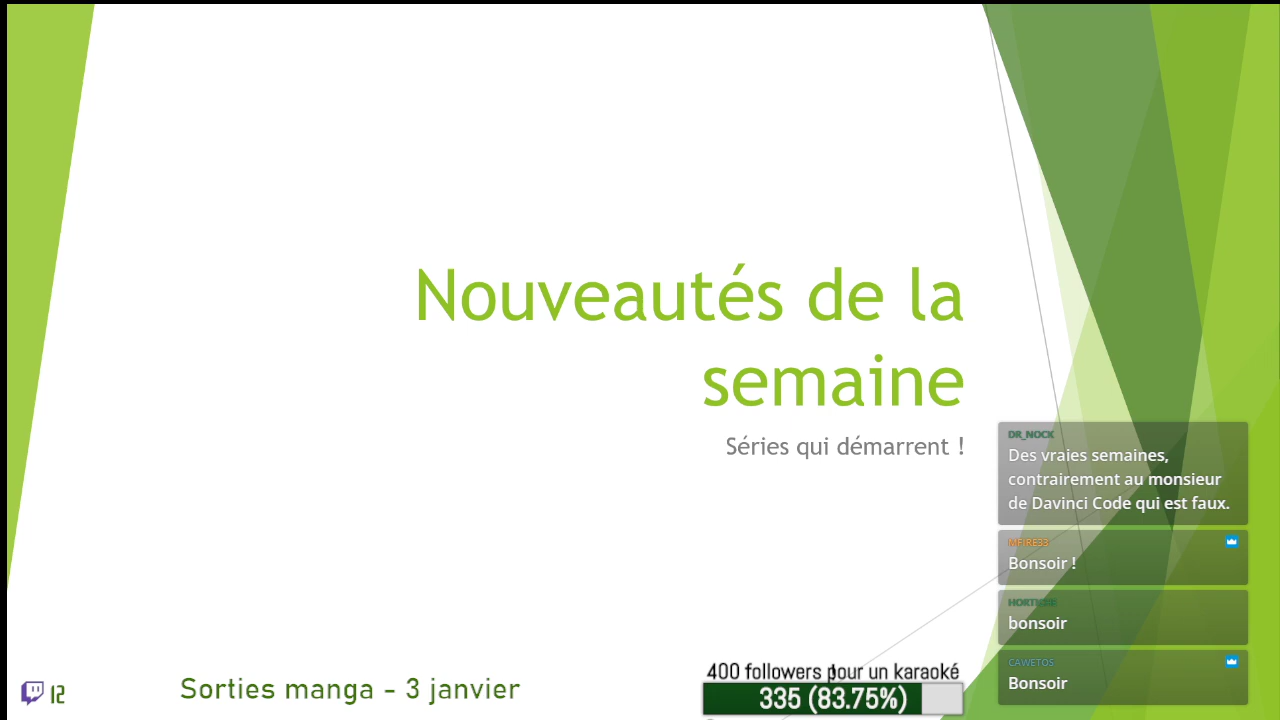 Nouveautés de la
semaine
Séries qui démarrent !
DR_NOCK
Des vraies semaines,
contrairement au monsieur
de Davinci Code qui est faux.
MFIRE33
Bonsoir !
bonsoir
CAWETOS
Bonsoir
12
Sorties manga - 3 janvier
400 followers pour un karaoké
335 (83.75%)